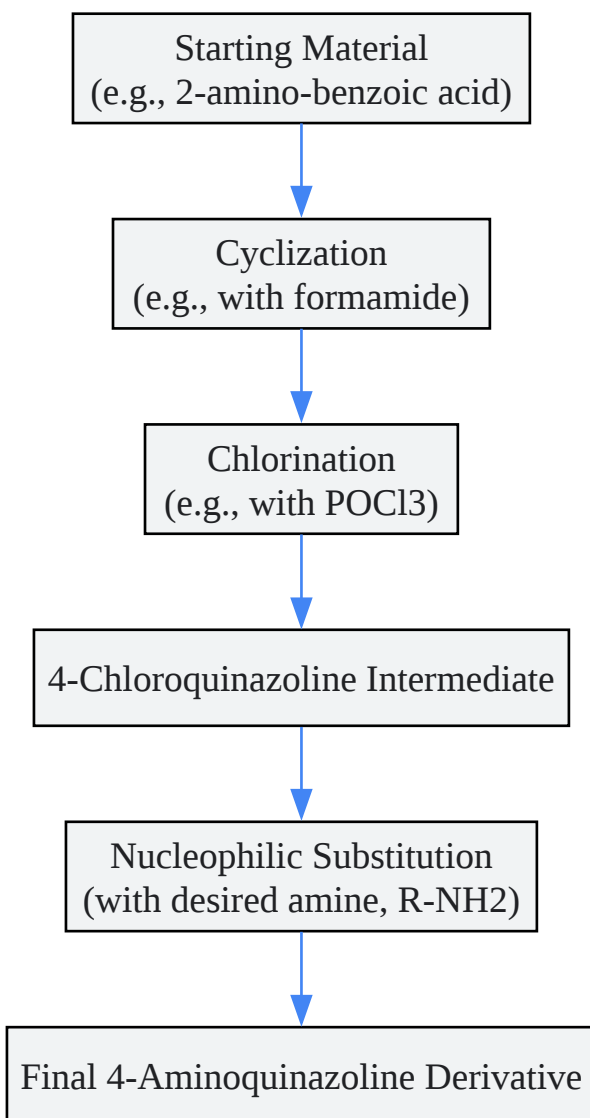 Starting Material
(e.g., 2-amino-benzoic acid)
Cyclization
(e.g., with formamide)
Chlorination
(e.g., with POCl3)
4-Chloroquinazoline Intermediate
Nucleophilic Substitution
(with desired amine, R-NH2)
Final 4-Aminoquinazoline Derivative